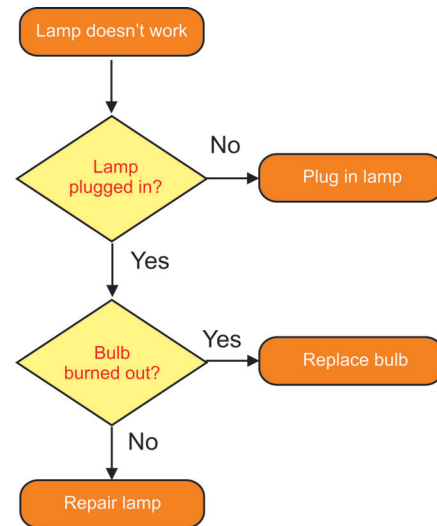 Lamp doesn't work
Lamp
plugged in?
No
Plug in lamp
Yes
Bulb
burned out?
Yes
Replace bulb
No
Repair lamp